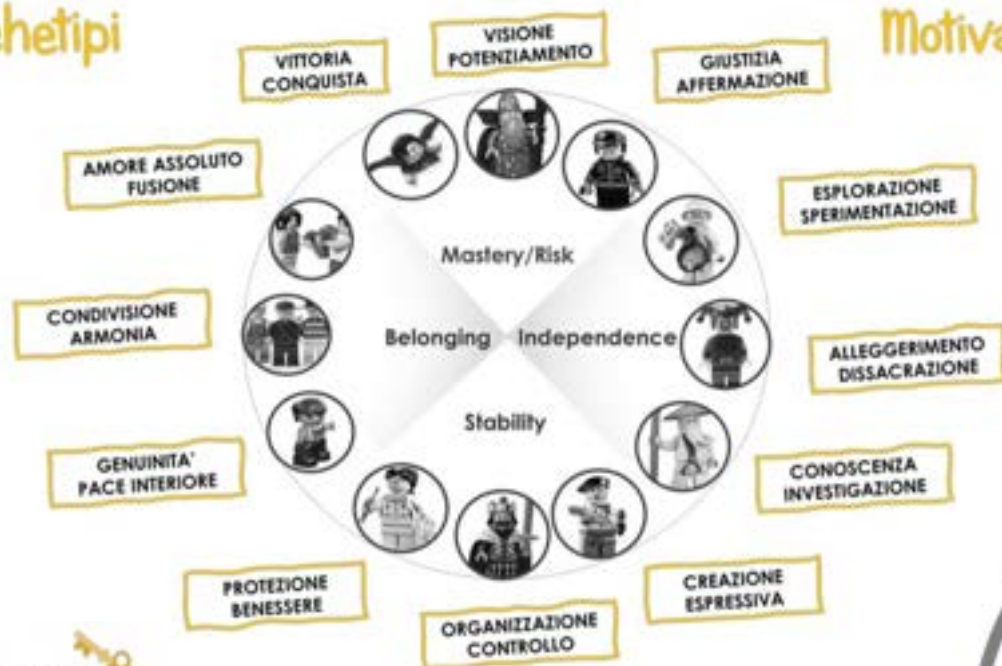 hetipi
Motiva
VISIONE
POTENZIAMENTO
VITTORIA
CONQUISTA
GIUSTIZIA
AFFERMAZIONE
AMORE ASSOLUTO
FUSIONE
ESPLORAZIONE
SPERIMENTAZIONE
Mastery/Risk
CONDIVISIONE
ARMONIA
Belonging
Independence
ALLEGGERIMENTO
DISSACRAZIONE
Stability
GENUINITA'
PACE INTERIORE
CONOSCENZA
INVESTIGAZIONE
PROTEZIONE
BENESSERE
CREAZIONE
ESPRESSIVA
ORGANIZZAZIONE
CONTROLLO